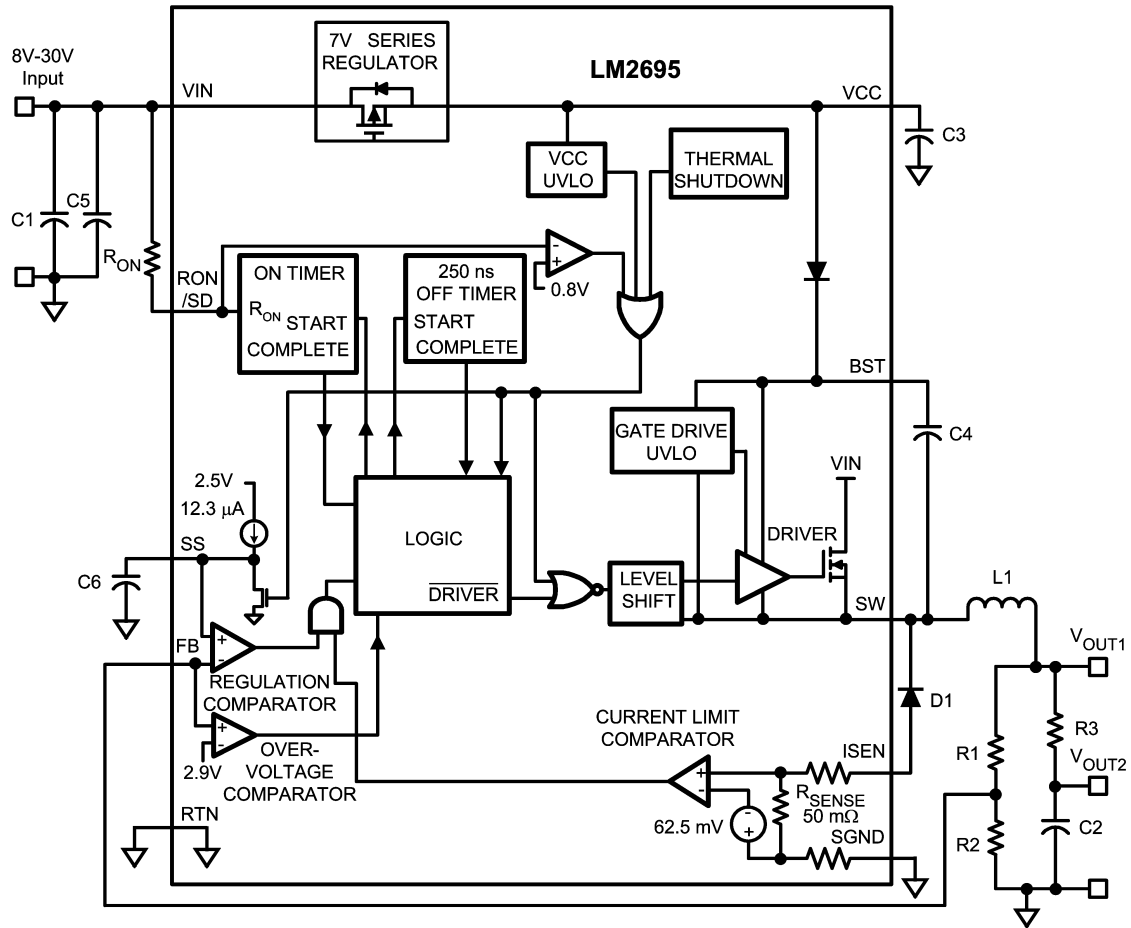 8V-30V
Input
7V SERIES
REGULATOR
LM2695
VIN
VCC
C3
VCC
UVLO
THERMAL
SHUTDOWN
C1
C5
RON
RON
/SD
ON TIMER
RON START
COMPLETE
250 ns
OFF TIMER
START
COMPLETE
-
+
0.8V
BST
C4
GATE DRIVE
UVLO
VIN
2.5V
12.3 μA
SS
C6
LOGIC
DRIVER
DRIVER
LEVEL
SHIFT
SW
L1
FB
+
-
REGULATION
COMPARATOR
VOUT1
D1
R3
R1
VOUT2
+
-
2.9V
OVER-
VOLTAGE
COMPARATOR
CURRENT LIMIT
COMPARATOR
ISEN
+
-
RSENSE
50 mΩ
62.5 mV
-
+
SGND
RTN
R2
C2